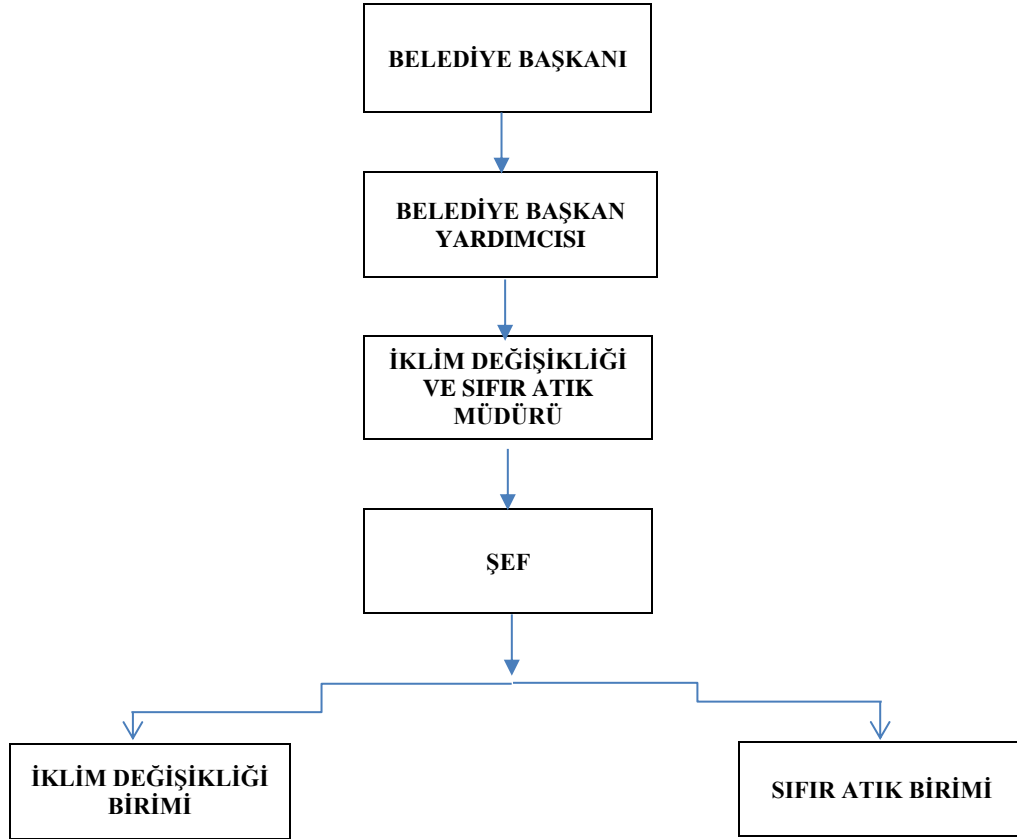 BELEDİYE BAŞKANI
BELEDİYE BAŞKAN
YARDIMCISI
İKLİM DEĞİŞİKLİĞİ
VE SIFIR ATIK
MÜDÜRÜ
ŞEF
İKLİM DEĞİŞİKLİĞİ
BİRİMİ
SIFIR ATIK BİRİMİ